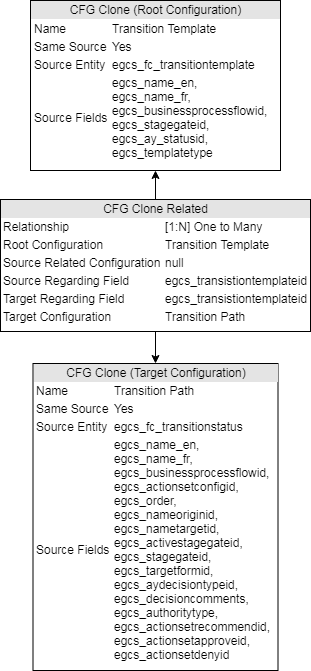 CFG Clone (Root Configuration)
Name Transition Template
Same Source Yes
Source Entity egcs_fc_transitiontemplate
Source Fields
egcs_name_en,
egcs_name_fr,
egcs_businessprocessflowid,
egcs_stagegateid,
egcs_ay_statusid,
egcs_templatetype
CFG Clone Related
Relationship [1:N] One to Many
Root Configuration Transition Template
Source Related Configuration null
Source Regarding Field egcs_transistiontemplateid
Target Regarding Field egcs_transistiontemplateid
Target Configuration Transition Path
CFG Clone (Target Configuration)
Name Transition Path
Same Source Yes
Source Entity egcs_fc_transitionstatus
Source Fields
egcs_name_en,
egcs_name_fr,
egcs_businessprocessflowid,
egcs_actionsetconfigid,
egcs_order,
egcs_nameoriginid,
egcs_nametargetid,
egcs_activestagegateid,
egcs_stagegateid,
egcs_targetformid,
egcs_aydecisiontypeid,
egcs_decisioncomments,
egcs_authoritytype,
egcs_actionsetrecommendid,
egcs_actionsetapproveid,
egcs_actionsetdenyid